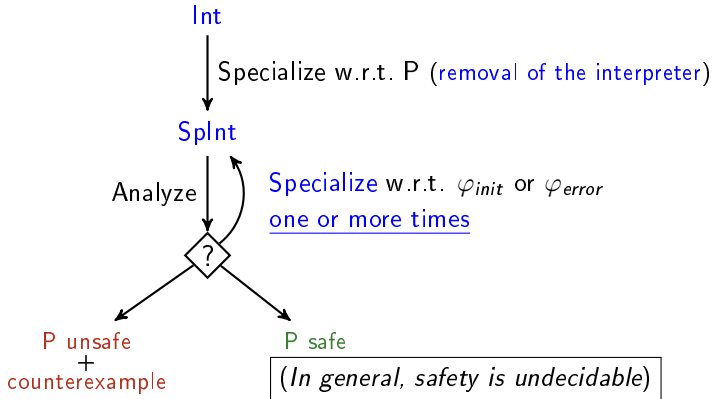 Int
Specialize w.r.t. P (removal of the interpreter)
SpInt
Analyze
Specialize w.r.t. φinit or φerror
one or more times
?
P unsafe
+
counterexample
P safe
(In general, safety is undecidable)